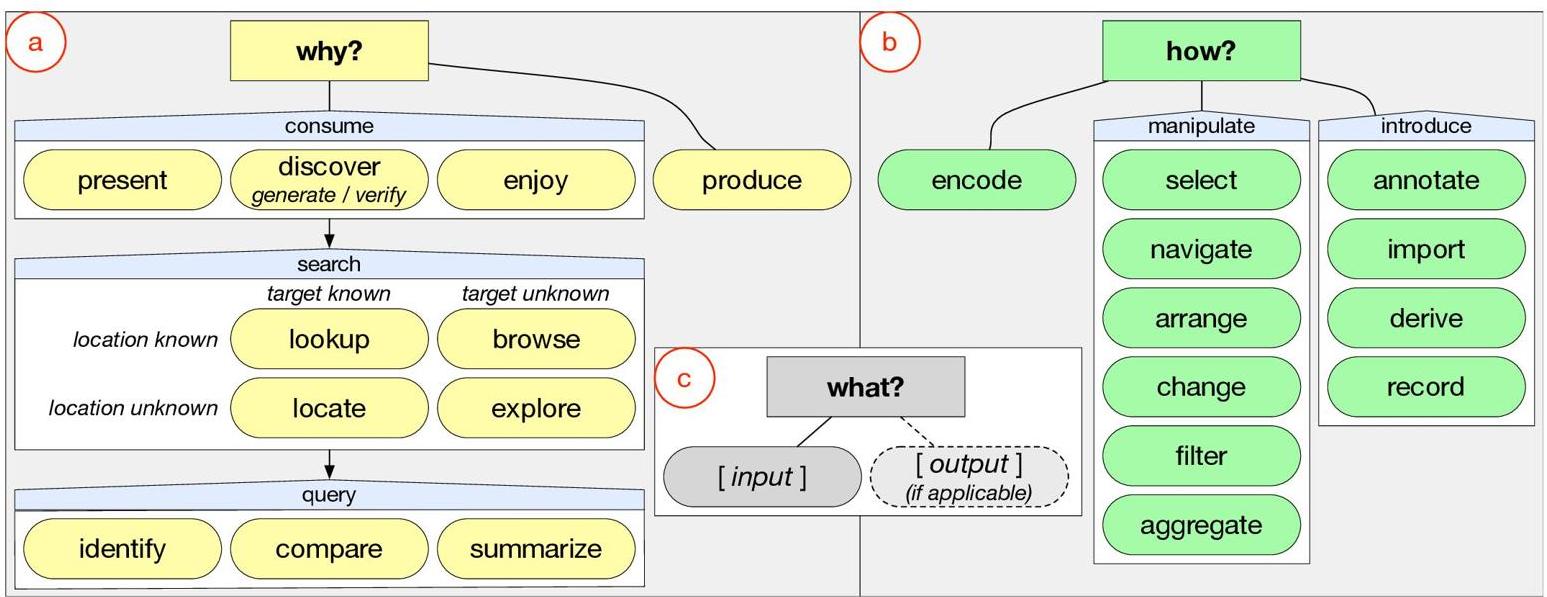 a
why?
consume
present
discover
generate / verify
enjoy
produce
search
target known
target unknown
location known
lookup
browse
location unknown
locate
explore
query
identify
compare
summarize
b
how?
encode
manipulate
select
navigate
arrange
change
filter
aggregate
introduce
annotate
import
derive
record
c
what?
[ input ]
[ output ]
(if applicable)